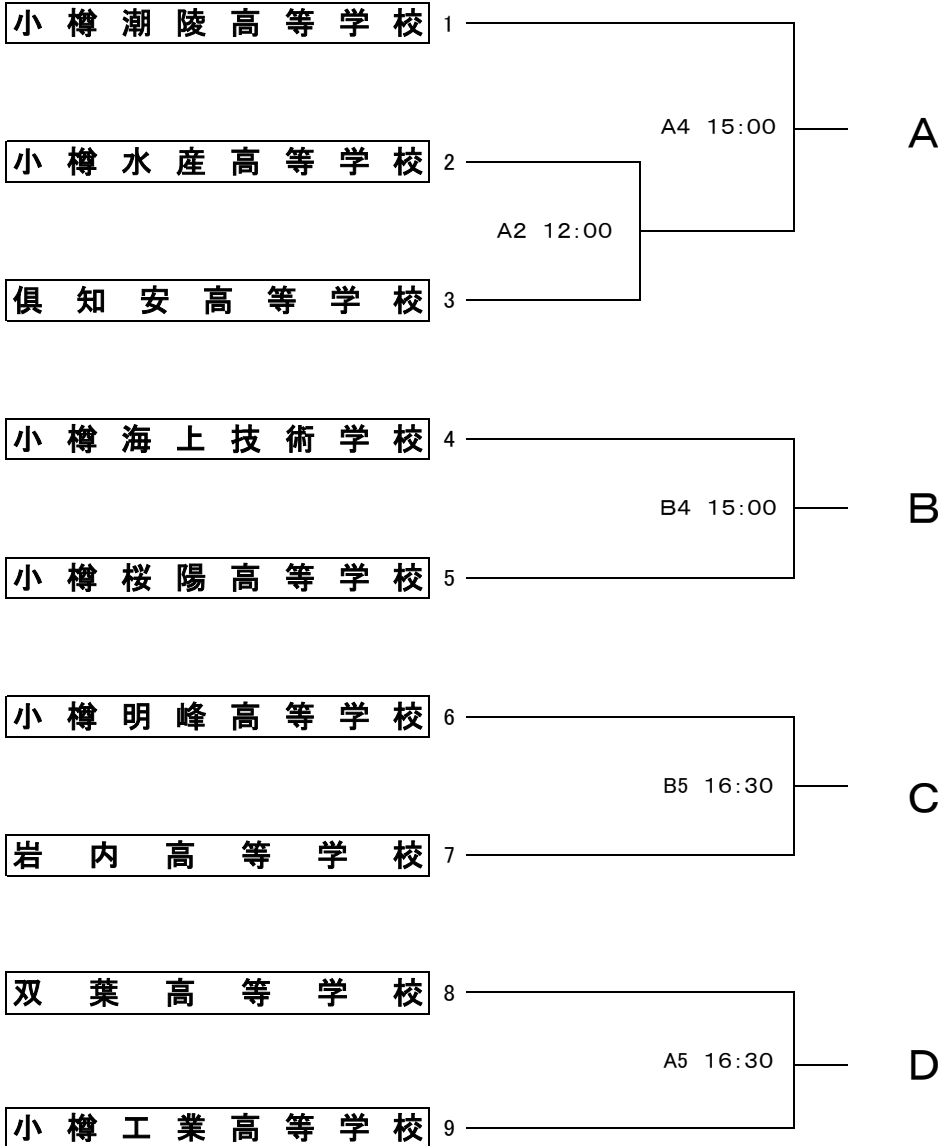 小樽潮陵高等学校 1
A4 15:00
A
小樽水産高等学校 2
A2 12:00
倶知安高等学校 3
小樽海上技術学校 4
B4 15:00
B
小樽桜陽高等学校 5
小樽明峰高等学校 6
B5 16:30
C
岩内高等学校 7
双葉高等学校 8
A5 16:30
D
小樽工業高等学校 9